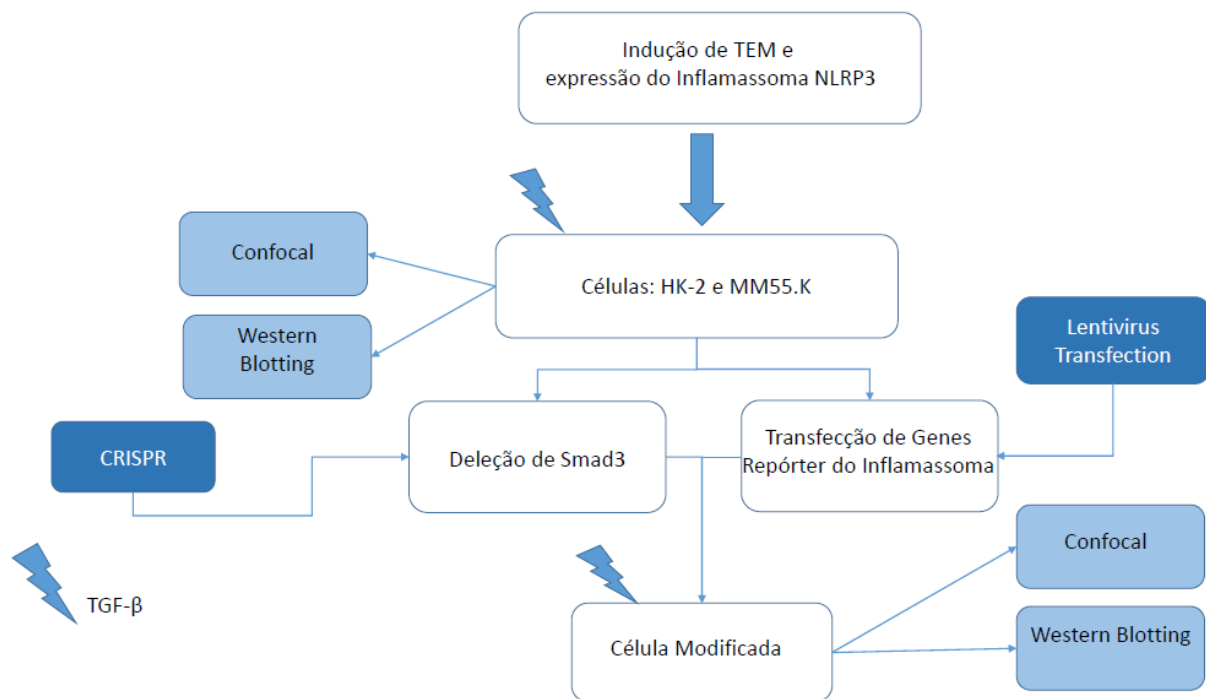 Indução de TEM e
expressão do Inflamassoma NLRP3
Confocal
Western
Blotting
Células: HK-2 e MM55.K
Lentivirus
Transfection
CRISPR
Deleção de Smad3
Transfecção de Genes
Repórter do Inflamassoma
TGF-β
Célula Modificada
Confocal
Western Blotting